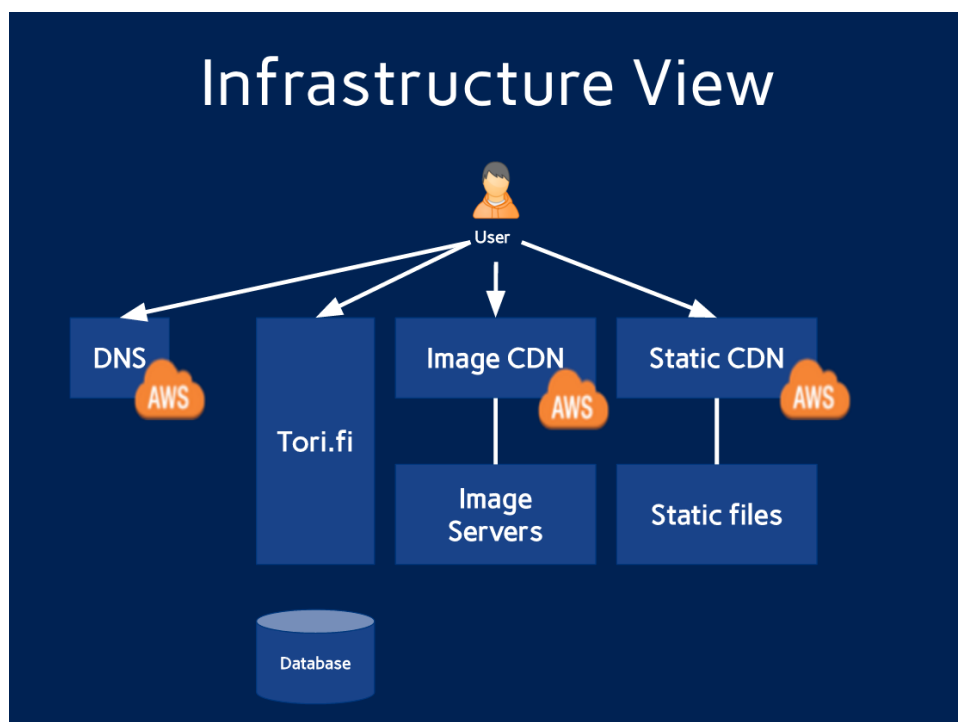 Infrastructure View
User
DNS
AWS
Tori.fi
Image CDN
AWS
Static CDN
AWS
Image
Servers
Static files
Database